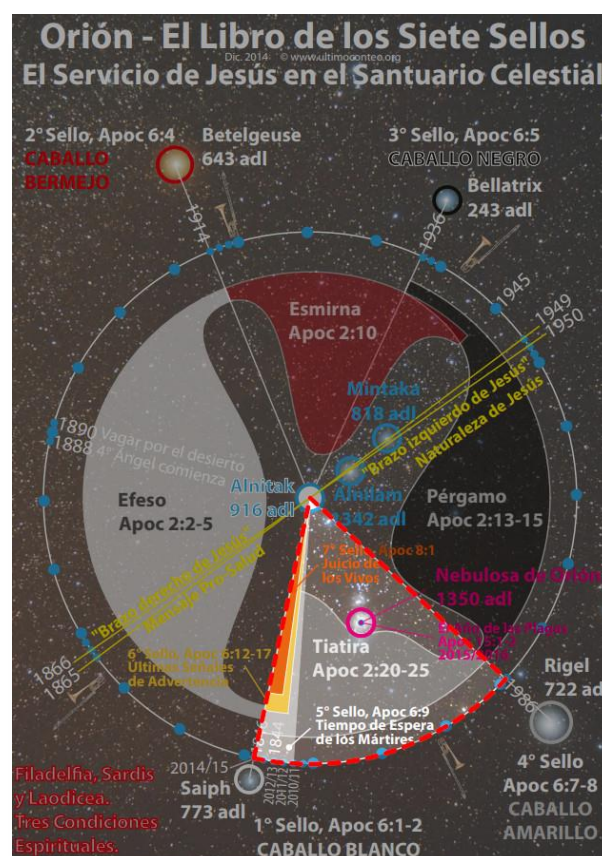 Orión - El Libro de los Siete Sellos
Dic. 2014 © www.ultimoconteo.org
El Servicio de Jesús en el Santuario Celestial
2° Sello, Apoc 6:4
CABALLO
BERMEJO
Betelgeuse
643 adl
3° Sello, Apoc 6:5
CABALLO NEGRO
Bellatrix
243 adl
1914
1936
1945
1949
1950
Esmirna
Apoc 2:10
Mintaka
818 adl
"Brazo izquierdo de Jesús"
Naturaleza de Jesús
1890 Vagar por el desierto
1888 4° Ángel comienza
Alnitak
916 adl
Alnilam
1342 adl
Efeso
Apoc 2:2-5
Pérgamo
Apoc 2:13-15
"Brazo derecho de Jesús"
Mensaje Pro-Salud
7° Sello, Apoc 8:1
Juicio de
los Vivos
Nebulosa de Orión
1350 adl
1866
1865
6° Sello, Apoc 6:12-17
Últimas Señales
de Advertencia
Tiatira
Apoc 2:20-25
Rigel
722 ad
1986
5° Sello, Apoc 6:9
Tiempo de Espera
de los Mártires
1844
2014/15
2012/13
2011/12
2010/11
Saiph
773 adl
4° Sello
Apoc 6:7-8
CABALLO
AMARILLO
Filadelfia, Sardis
y Laodicea.
Tres Condiciones
Espirituales.
1° Sello, Apoc 6:1-2
CABALLO BLANCO